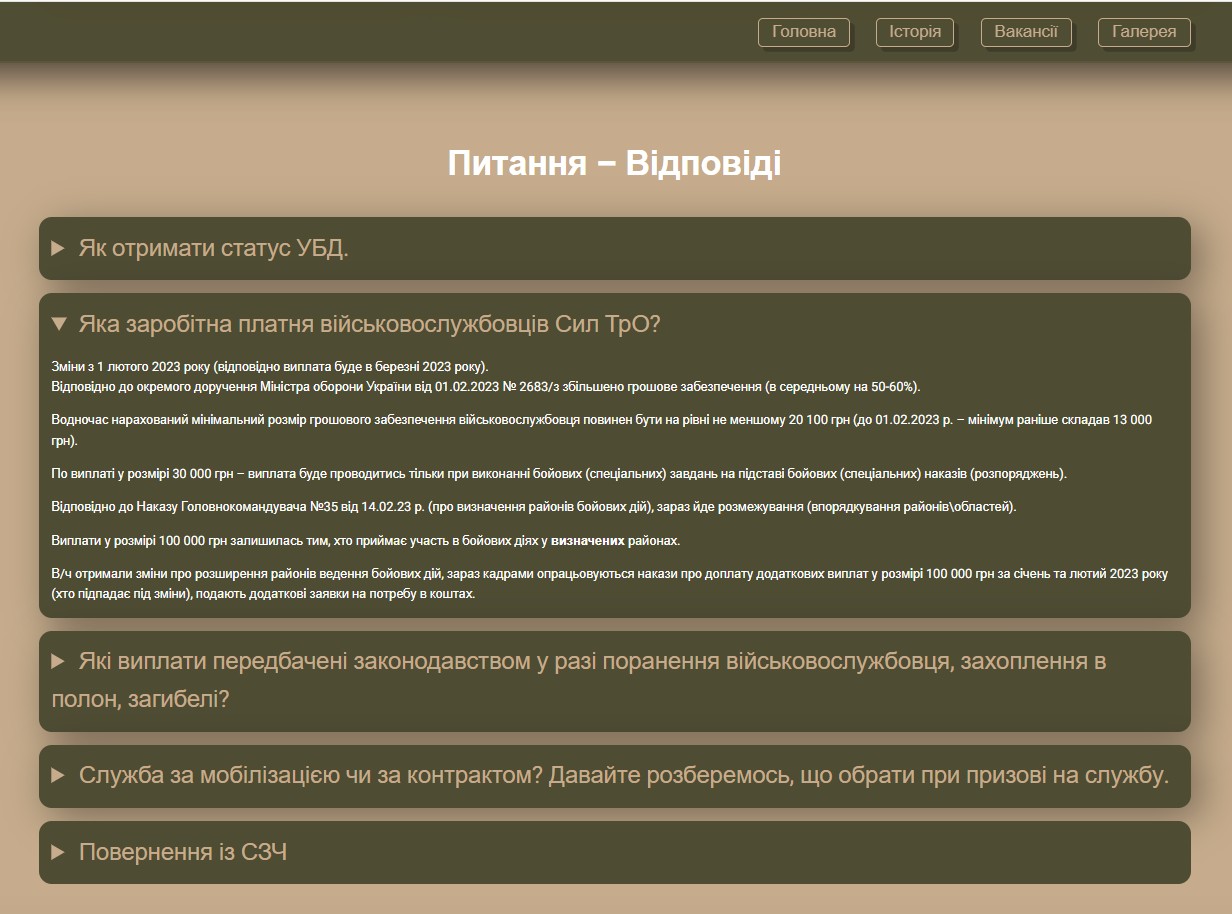 Головна Історія Вакансії Галерея
Питання – Відповіді
Як отримати статус УБД.
Яка заробітна платня військовослужбовців Сил ТрО?
Зміни з 1 лютого 2023 року (відповідно виплата буде в березні 2023 року).
Відповідно до окремого доручення Міністра оборони України від 01.02.2023 № 2683/з збільшено грошове забезпечення (в середньому на 50-60%).
Водночас нарахований мінімальний розмір грошового забезпечення військовослужбовця повинен бути на рівні не меншому 20 100 грн (до 01.02.2023 р. – мінімум раніше складав 13 000
грн).
По виплаті у розмірі 30 000 грн – виплата буде проводитись тільки при виконанні бойових (спеціальних) завдань на підставі бойових (спеціальних) наказів (розпоряджень).
Відповідно до Наказу Головнокомандувача №35 від 14.02.23 р. (про визначення районів бойових дій), зараз йде розмежування (впорядкування районів\областей).
Виплати у розмірі 100 000 грн залишилась тим, хто приймає участь в бойових діях у визначених районах.
В/ч отримали зміни про розширення районів ведення бойових дій, зараз кадрами опрацьовуються накази про доплату додаткових виплат у розмірі 100 000 грн за січень та лютий 2023 року
(хто підпадає під зміни), подають додаткові заявки на потребу в коштах.
Які виплати передбачені законодавством у разі поранення військовослужбовця, захоплення в
полон, загибелі?
Служба за мобілізацією чи за контрактом? Давайте розберемось, що обрати при призові на службу.
Повернення із СЗЧ